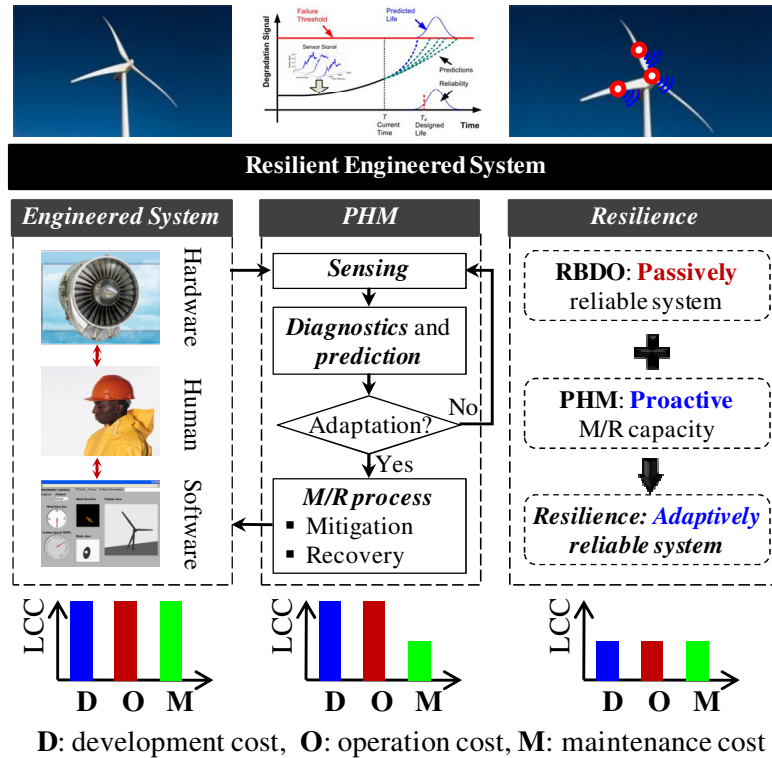 Failure
Threshold
Predicted
Life
Sensor Signal
Degradation Signal
Predictions
Reliability
T
Current
Time
Td
Designed
Life
Time
Resilient Engineered System
Engineered System
Hardware
Human
Software
PHM
Sensing
Diagnostics and
prediction
Adaptation?
No
Yes
M/R process
▪ Mitigation
▪ Recovery
Resilience
RBDO: Passively
reliable system
PHM: Proactive
M/R capacity
Resilience: Adaptively
reliable system
LCC
D O M
LCC
D O M
LCC
D O M
D: development cost, O: operation cost, M: maintenance cost